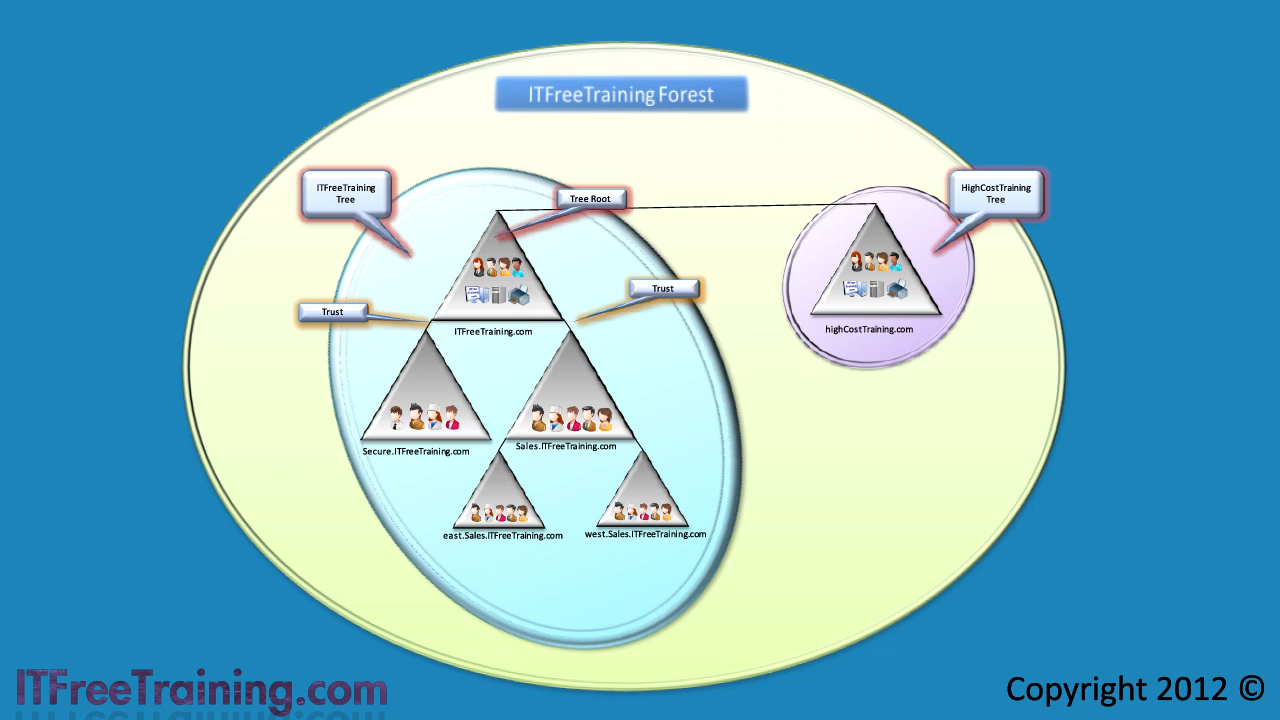 ITFreeTraining Forest
ITFreeTraining
Tree
Tree Root
HighCostTraining
Tree
Trust
Trust
ITFreeTraining.com
highCostTraining.com
Secure.ITFreeTraining.com
Sales.ITFreeTraining.com
east.Sales.ITFreeTraining.com
west.Sales.ITFreeTraining.com
ITFreeTraining.com
Copyright 2012 ©